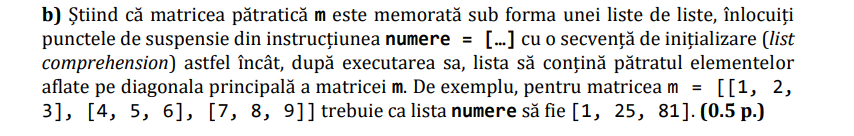 b) Știind că matricea pătratică m este memorată sub forma unei liste de liste, înlocuiți
punctele de suspensie din instrucțiunea numere = […] cu o secvență de inițializare (list
comprehension) astfel încât, după executarea sa, lista să conțină pătratul elementelor
aflate pe diagonala principală a matricei m. De exemplu, pentru matricea m = [[1, 2,
3], [4, 5, 6], [7, 8, 9]] trebuie ca lista numere să fie [1, 25, 81]. (0.5 p.)